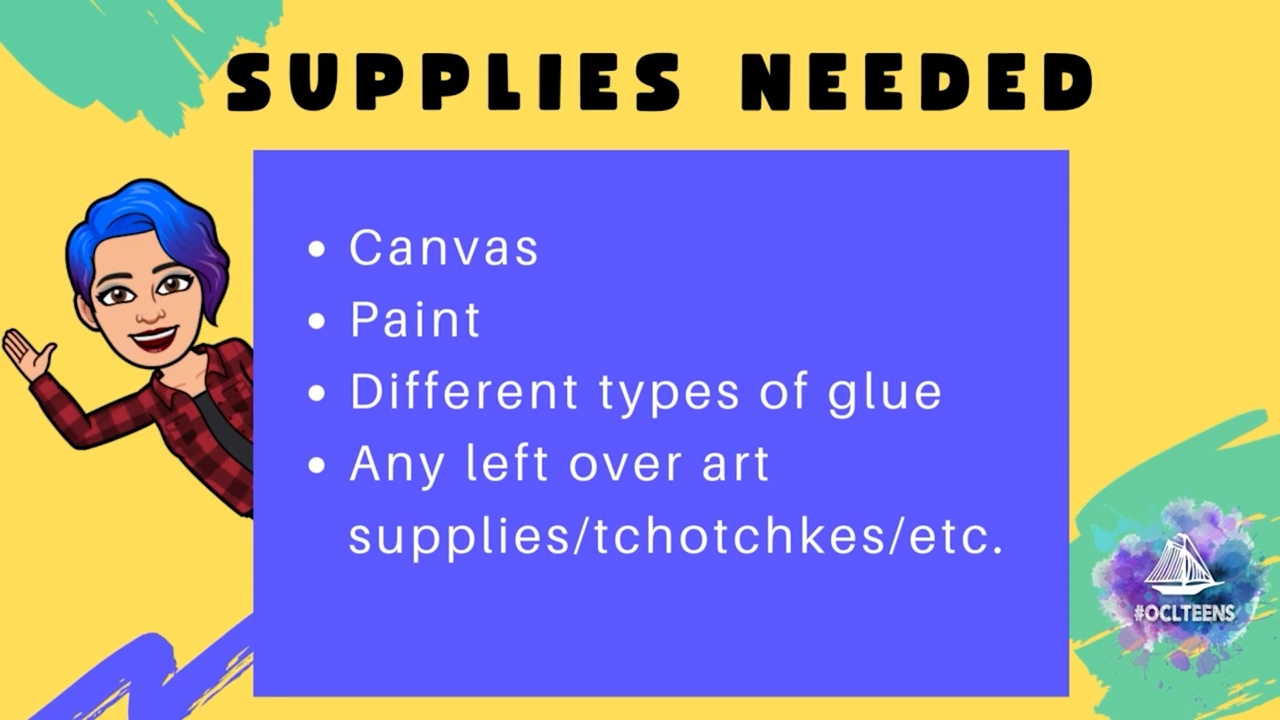 SUPPLIES NEEDED
• Canvas
• Paint
• Different types of glue
• Any left over art
supplies/tchotchkes/etc.
#OCLTEENS